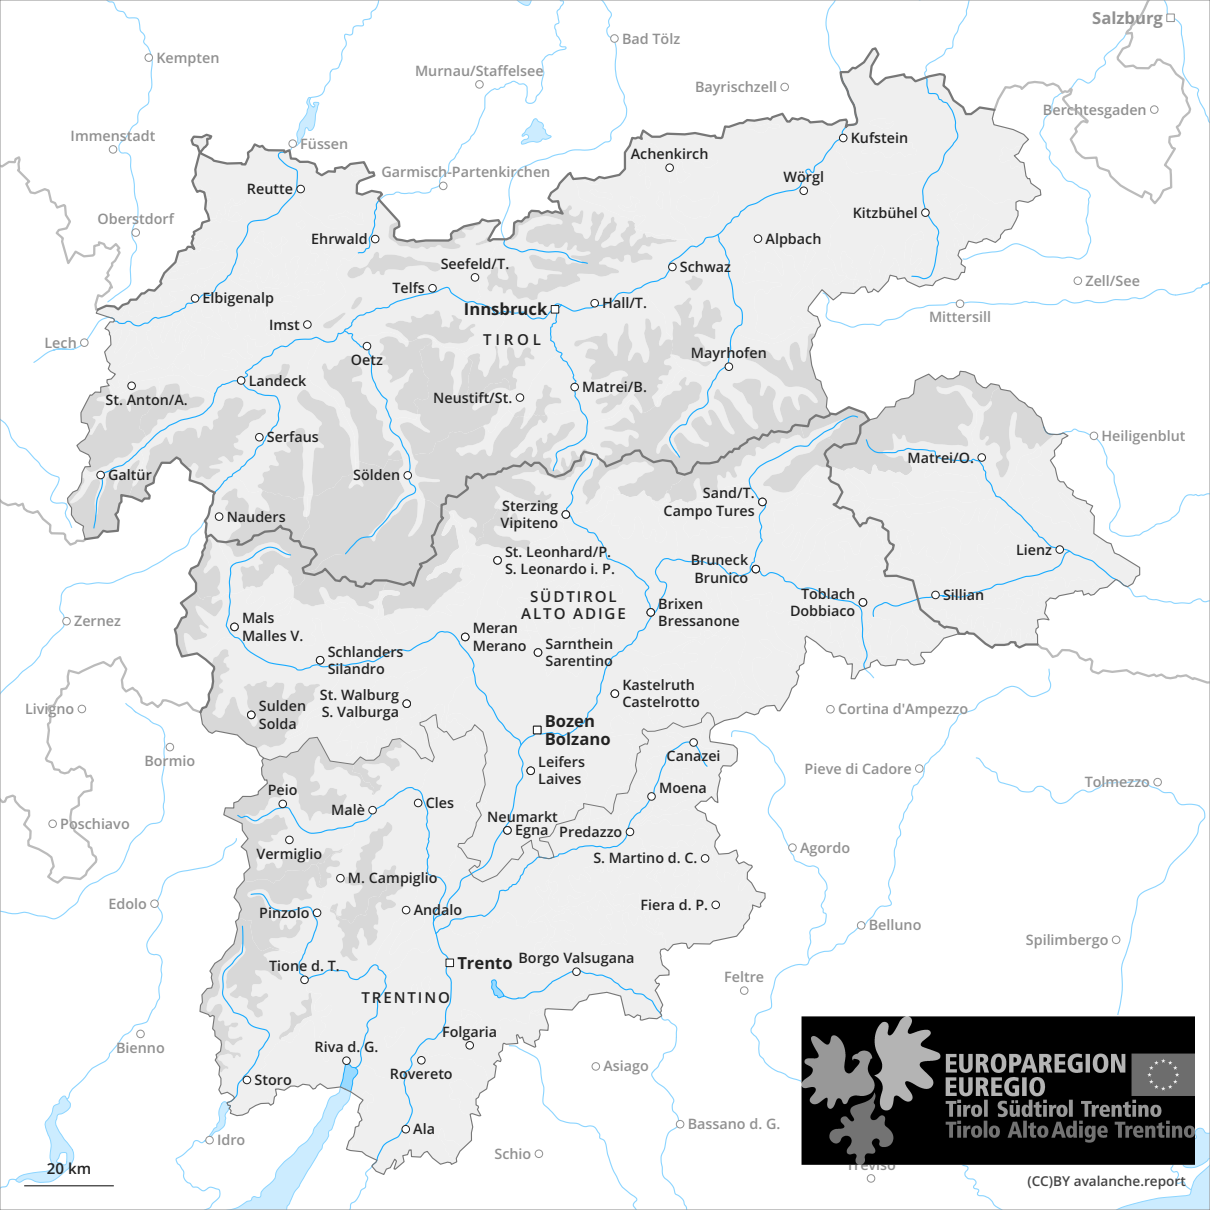 Salzburg
Bad Tölz
Kempten
Murnau/Staffelsee
Bayrischzell
Berchtesgaden
Immenstadt
Füssen
Kufstein
Achenkirch
Garmisch-Partenkirchen
Wörgl
Reutte
Kitzbühel
Oberstdorf
Ehrwald
Alpbach
Seefeld/T.
Schwaz
Zell/See
Telfs
Elbigenalp
Hall/T.
Innsbruck
Mittersill
Imst
TIROL
Lech
Oetz
Mayrhofen
Landeck
Matrei/B.
St. Anton/A.
Neustift/St.
Serfaus
Heiligenblut
Matrei/O.
Galtür
Sölden
Sand/T.
Campo Tures
Sterzing
Vipiteno
Nauders
Lienz
St. Leonhard/P.
S. Leonardo i. P.
Bruneck
Brunico
SÜDTIROL
ALTO ADIGE
Toblach
Dobbiaco
Sillian
Brixen
Bressanone
Zernez
Mals
Malles V.
Meran
Merano
Sarnthein
Sarentino
Schlanders
Silandro
Kastelruth
Castelrotto
St. Walburg
S. Valburga
Livigno
Sulden
Solda
Cortina d'Ampezzo
Bozen
Bolzano
Canazei
Bormio
Leifers
Laives
Pieve di Cadore
Tolmezzo
Peio
Moena
Malè
Cles
Neumarkt
Egna
Predazzo
Poschiavo
Vermiglio
Agordo
S. Martino d. C.
M. Campiglio
Edolo
Pinzolo
Andalo
Fiera d. P.
Belluno
Spilimbergo
Borgo Valsugana
Trento
Tione d. T.
Feltre
TRENTINO
Folgaria
Bienno
Riva d. G.
Rovereto
Storo
Asiago
EUROPAREGION
EUREGIO
Tirol Südtirol Trentino
Tirolo Alto Adige Trentino
Ala
Bassano d. G.
Idro
Schio
Treviso
20 km
(CC)BY avalanche.report